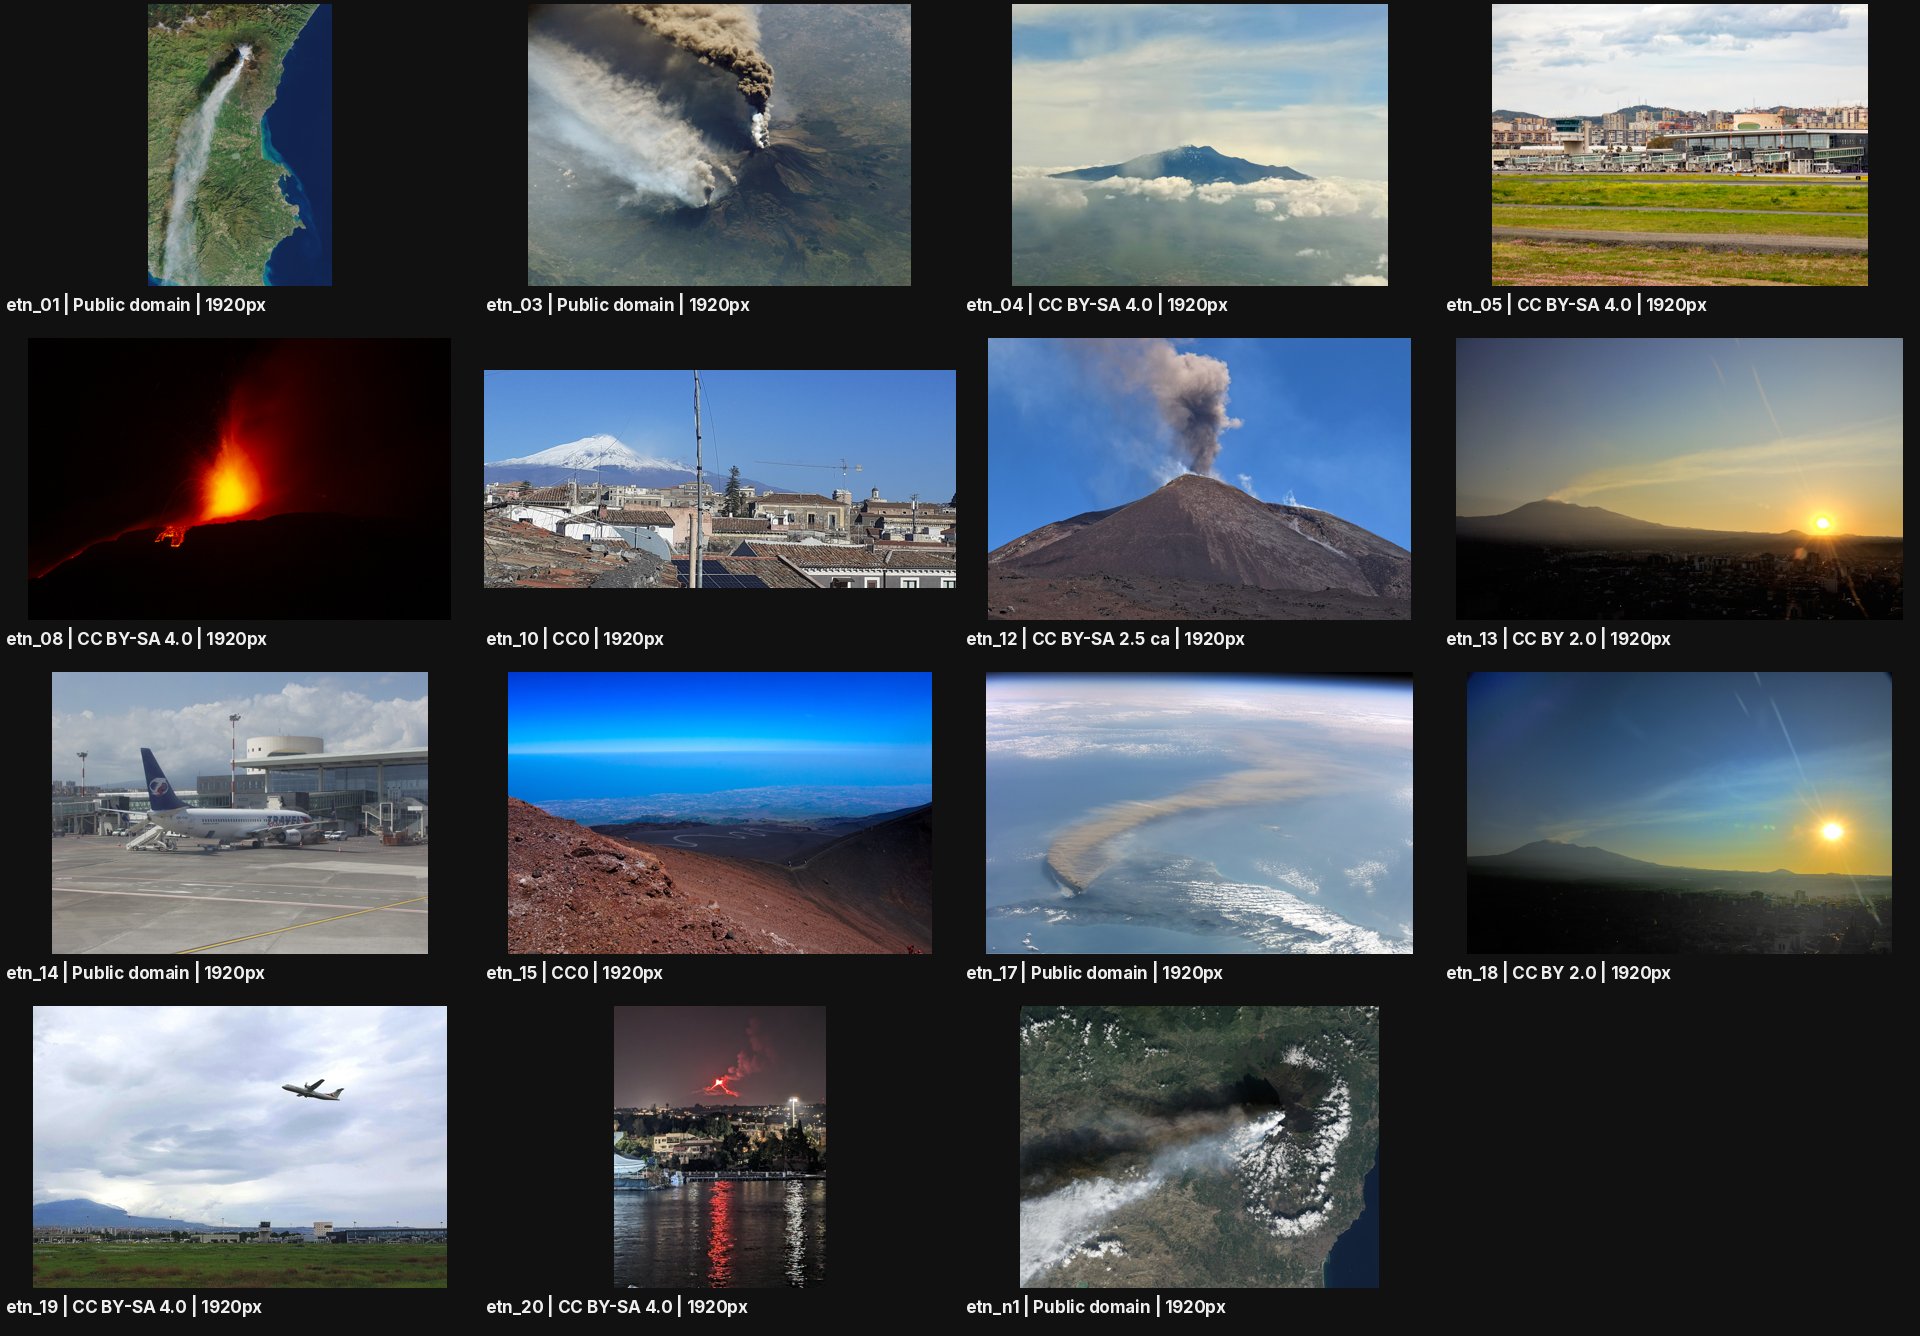 etn_01 | Public domain | 1920px
etn_03 | Public domain | 1920px
etn_04 | CC BY-SA 4.0 | 1920px
etn_05 | CC BY-SA 4.0 | 1920px
etn_08 | CC BY-SA 4.0 | 1920px
etn_10 | CC0 | 1920px
etn_12 | CC BY-SA 2.5 ca | 1920px
etn_13 | CC BY 2.0 | 1920px
TRAVEL
etn_14 | Public domain | 1920px
etn_15 | CC0 | 1920px
etn_17 | Public domain | 1920px
etn_18 | CC BY 2.0 | 1920px
etn_19 | CC BY-SA 4.0 | 1920px
etn_20 | CC BY-SA 4.0 | 1920px
etn_n1 | Public domain | 1920px